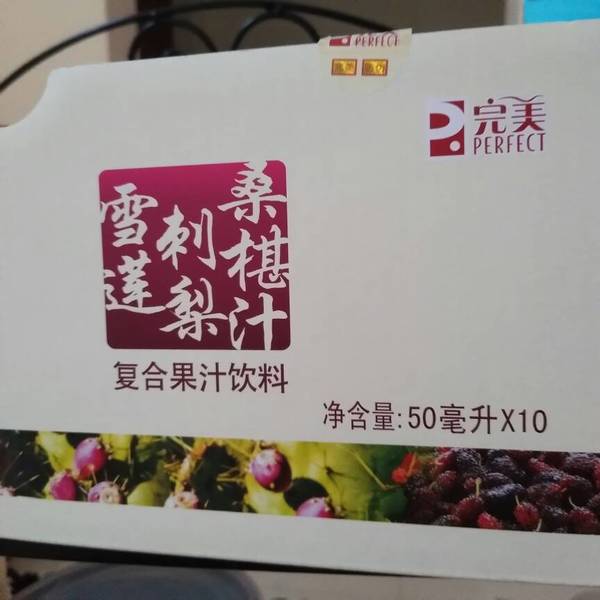 PERFECT
完美
PERFECT
雪莲
刺梨
桑椹汁
复合果汁饮料
净含量:50毫升X10